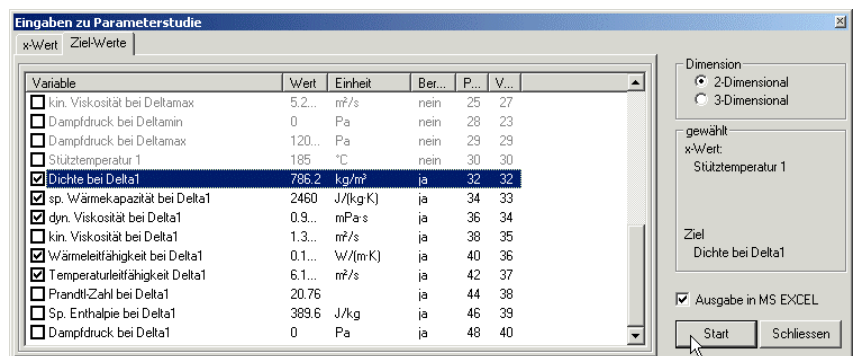 Eingaben zu Parameterstudie
x-Wert Ziel-Werte
Variable Wert Einheit Ber... P... V...
kin. Viskosität bei Deltamax 5.2... m²/s nein 25 27
Dampfdruck bei Deltamin 0 Pa nein 28 23
Dampfdruck bei Deltamax 120... Pa nein 29 29
Stütztemperatur 1 185 °C nein 30 30
Dichte bei Delta1 786.2 kg/m³ ja 32 32
sp. Wärmekapazität bei Delta1 2460 J/(kg·K) ja 34 33
dyn. Viskosität bei Delta1 0.9... mPa·s ja 36 34
kin. Viskosität bei Delta1 1.3... m²/s ja 38 35
Wärmeleitfähigkeit bei Delta1 0.1... W/(m·K) ja 40 36
Temperaturleitfähigkeit Delta1 6.1... m²/s ja 42 37
Prandtl-Zahl bei Delta1 20.76 ja 44 38
Sp. Enthalpie bei Delta1 389.6 J/kg ja 46 39
Dampfdruck bei Delta1 0 Pa ja 48 40
Dimension
2-Dimensional
3-Dimensional
gewählt
x-Wert:
Stütztemperatur 1
Ziel
Dichte bei Delta1
Ausgabe in MS EXCEL
Start Schliessen